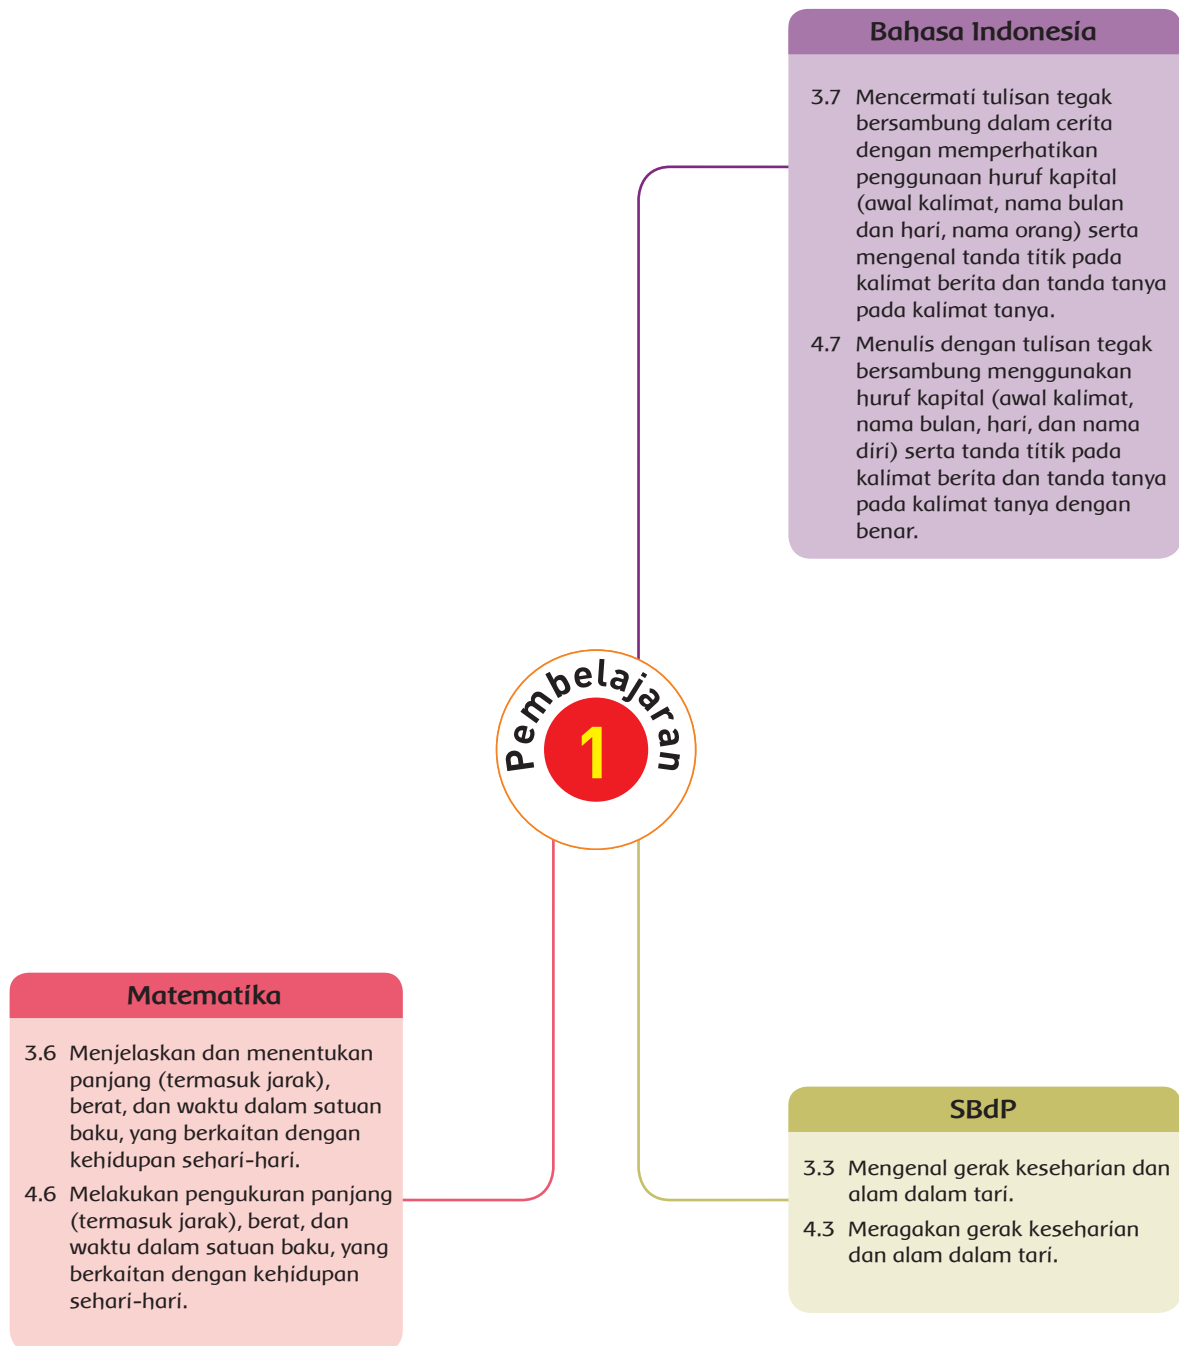 Bahasa Indonesia
3.7 Mencermati tulisan tegak
bersambung dalam cerita
dengan memperhatikan
penggunaan huruf kapital
(awal kalimat, nama bulan
dan hari, nama orang) serta
mengenal tanda titik pada
kalimat berita dan tanda tanya
pada kalimat tanya.
4.7 Menulis dengan tulisan tegak
bersambung menggunakan
huruf kapital (awal kalimat,
nama bulan, hari, dan nama
diri) serta tanda titik pada
kalimat berita dan tanda tanya
pada kalimat tanya dengan
benar.
Pembelajaran
1
Matematika
3.6 Menjelaskan dan menentukan
panjang (termasuk jarak),
berat, dan waktu dalam satuan
baku, yang berkaitan dengan
kehidupan sehari-hari.
4.6 Melakukan pengukuran panjang
(termasuk jarak), berat, dan
waktu dalam satuan baku, yang
berkaitan dengan kehidupan
sehari-hari.
SBdP
3.3 Mengenal gerak keseharian dan
alam dalam tari.
4.3 Meragakan gerak keseharian
dan alam dalam tari.